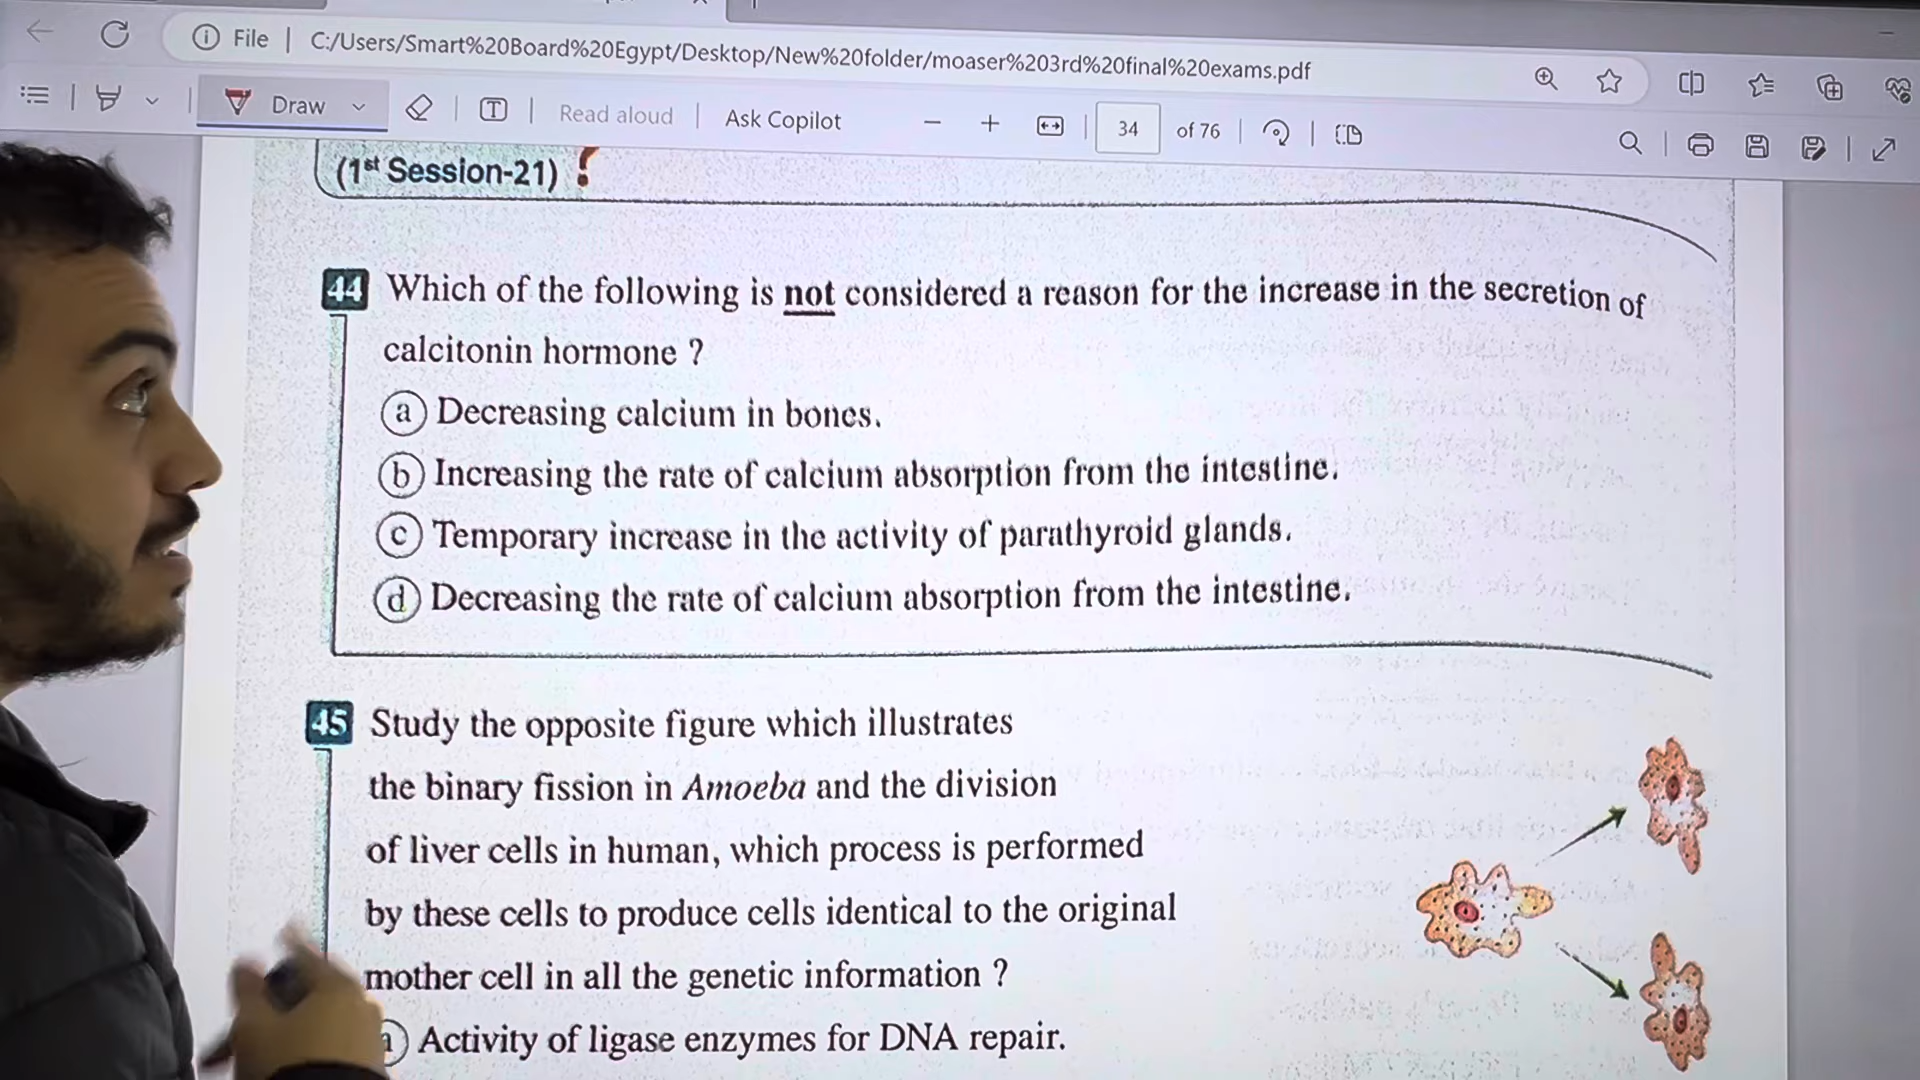 File | C:/Users/Smart%20Board%20Egypt/Desktop/New%20folder/moaser%203rd%20final%20exams.pdf
Draw
Read aloud
Ask Copilot
34 of 76
(1st Session-21)
44 Which of the following is not considered a reason for the increase in the secretion of
calcitonin hormone ?
a Decreasing calcium in bones.
b Increasing the rate of calcium absorption from the intestine.
c Temporary increase in the activity of parathyroid glands.
d Decreasing the rate of calcium absorption from the intestine.
45 Study the opposite figure which illustrates
the binary fission in Amoeba and the division
of liver cells in human, which process is performed
by these cells to produce cells identical to the original
mother cell in all the genetic information ?
Activity of ligase enzymes for DNA repair.